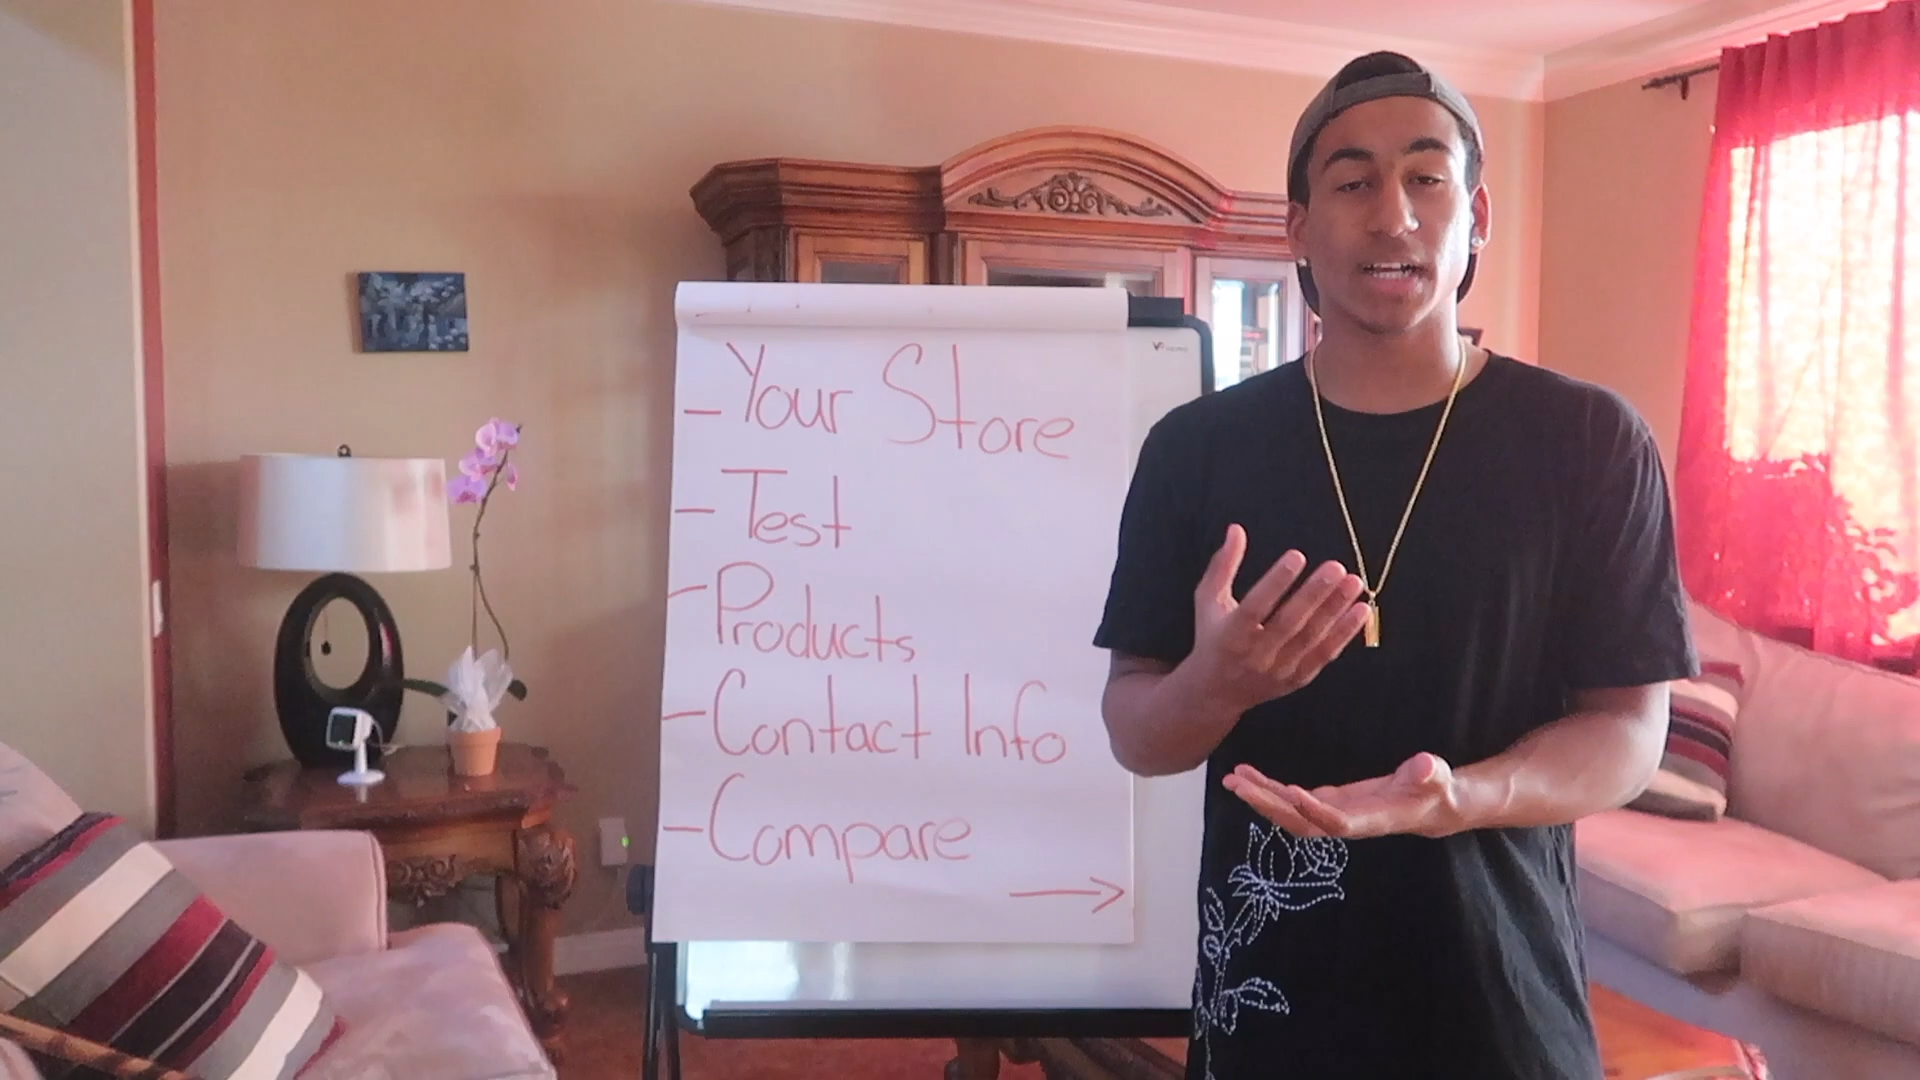 - Your Store
- Test
- Products
- Contact Info
- Compare